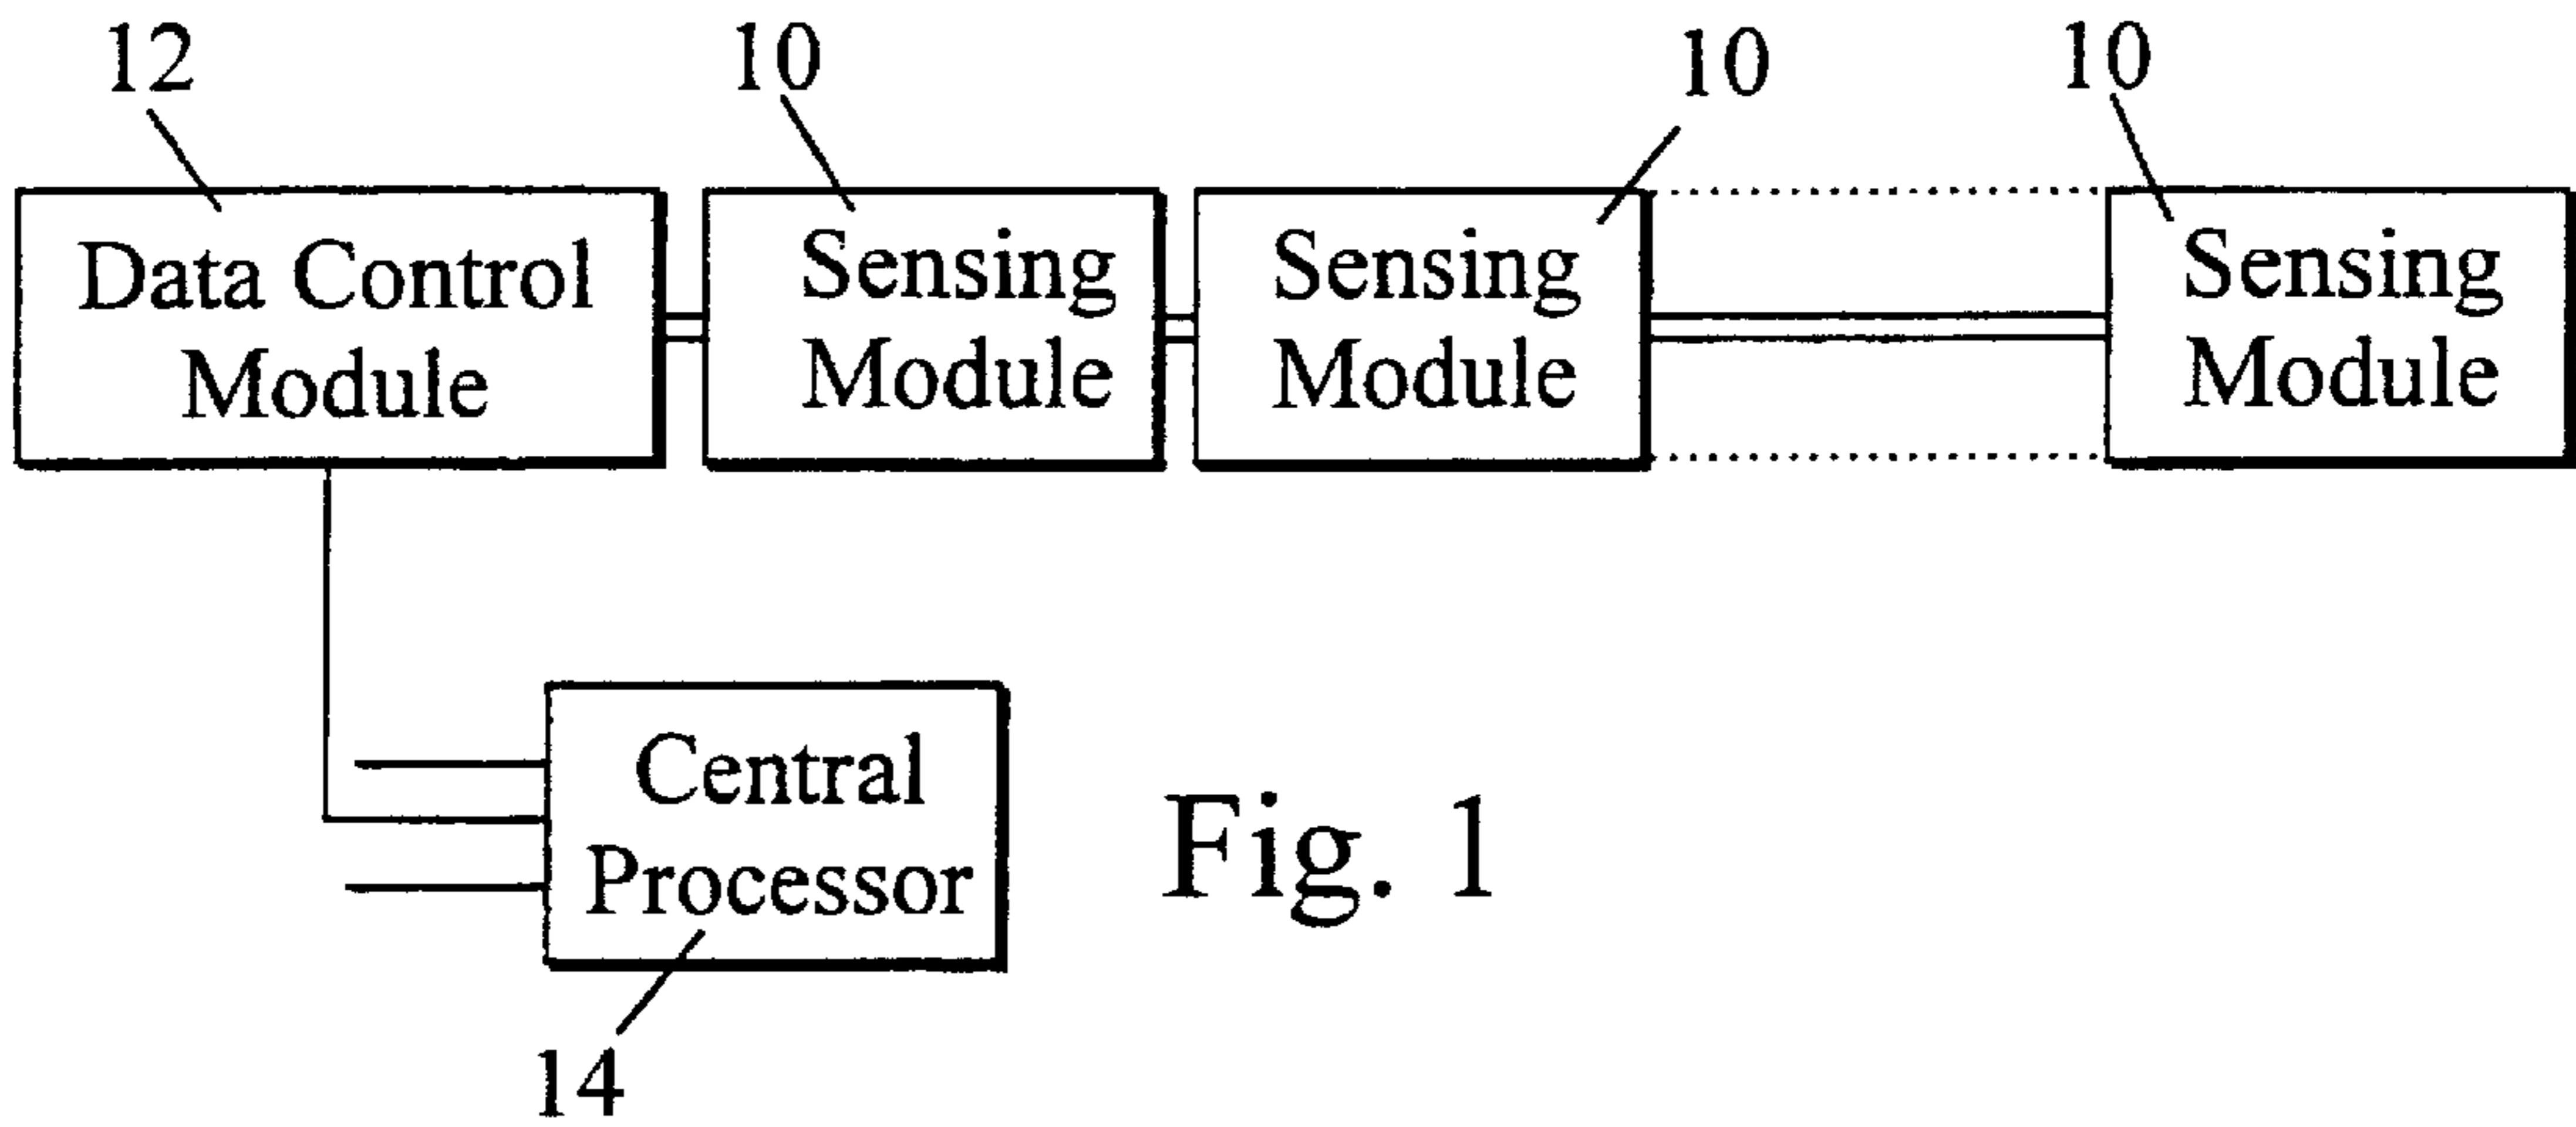 12
10
10
10
Data Control
Module
Sensing
Module
Sensing
Module
Sensing
Module
Central
Processor
14
Fig. 1